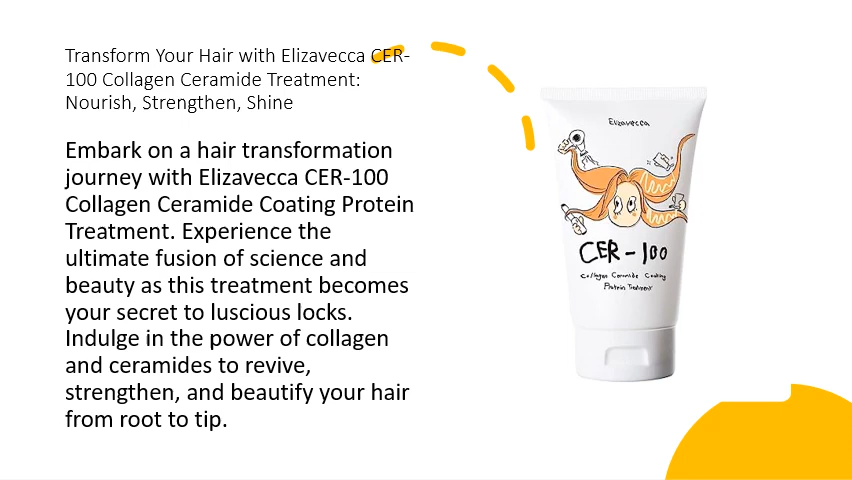 Transform Your Hair with Elizavecca CER-
100 Collagen Ceramide Treatment:
Nourish, Strengthen, Shine
Embark on a hair transformation
journey with Elizavecca CER-100
Collagen Ceramide Coating Protein
Treatment. Experience the
ultimate fusion of science and
beauty as this treatment becomes
your secret to luscious locks.
Indulge in the power of collagen
and ceramides to revive,
strengthen, and beautify your hair
from root to tip.
Elizavecca
CER-100
Collagen Ceramide Coating
Protein Treatment